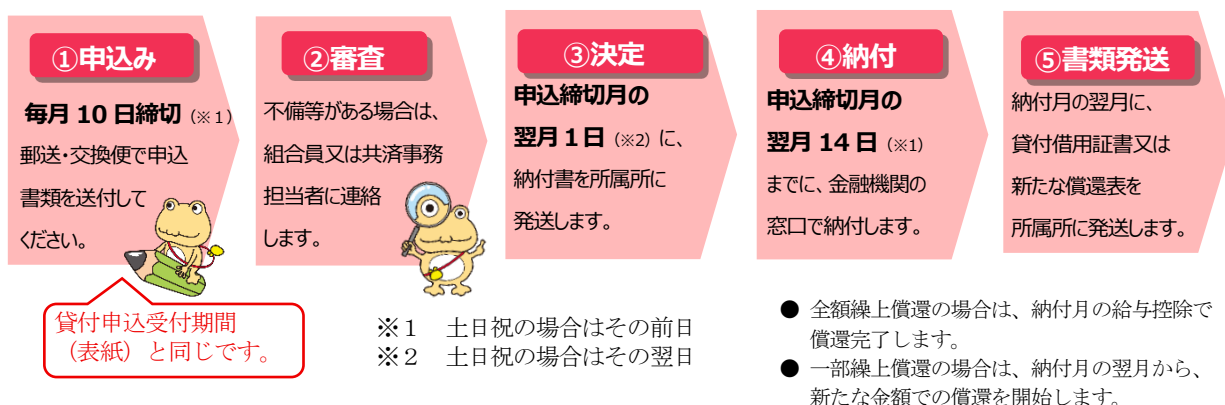 ①申込み
毎月 10 日締切（※1）
郵送・交換便で申込
書類を送付して
ください。
貸付申込受付期間
（表紙）と同じです。
②審査
不備等がある場合は、
組合員又は共済事務
担当者に連絡
します。
③決定
申込締切月の
翌月１日（※2）に、
納付書を所属所に
発送します。
④納付
申込締切月の
翌月 14 日（※1）
までに、金融機関の
窓口で納付します。
⑤書類発送
納付月の翌月に、
貸付借用証書又は
新たな償還表を
所属所に発送します。
※１　土日祝の場合はその前日
※２　土日祝の場合はその翌日
● 全額繰上償還の場合は、納付月の給与控除で
償還完了します。
● 一部繰上償還の場合は、納付月の翌月から、
新たな金額での償還を開始します。